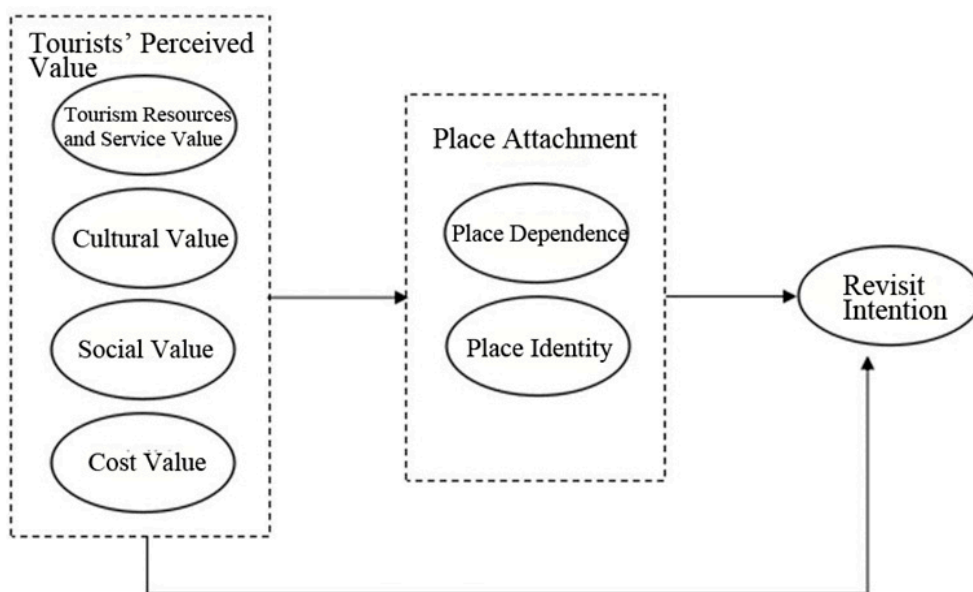 Tourists’ Perceived
Value
Tourism Resources
and Service Value
Cultural Value
Social Value
Cost Value
Place Attachment
Place Dependence
Place Identity
Revisit
Intention